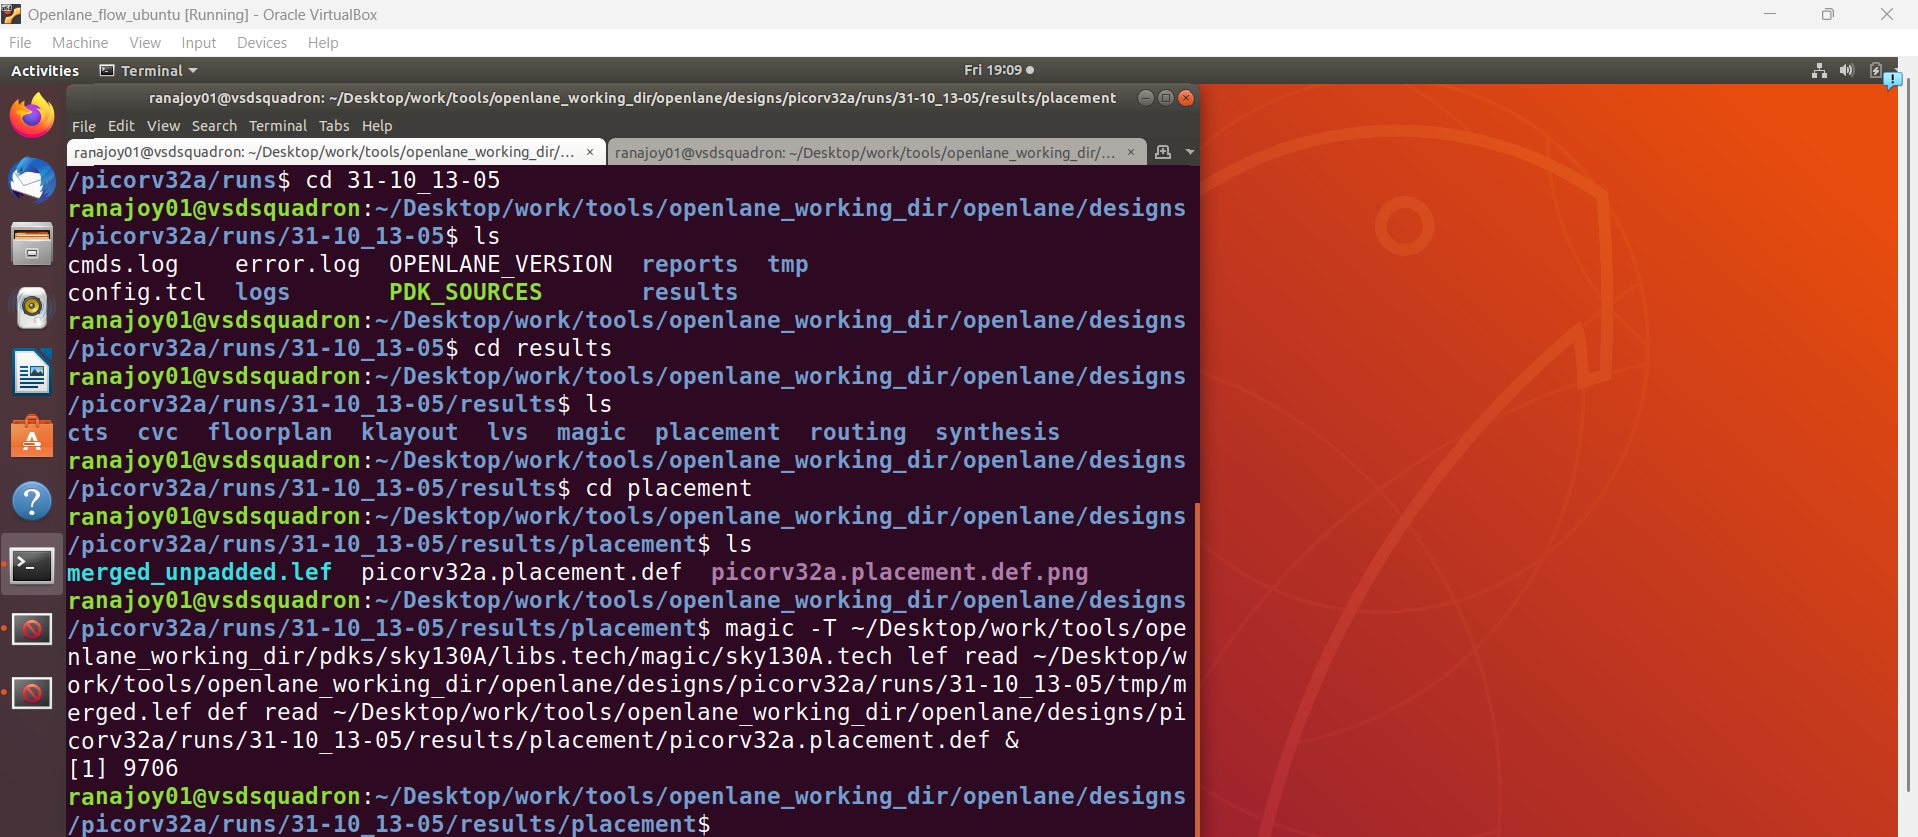 Openlane_flow_ubuntu [Running] - Oracle VirtualBox
File Machine View Input Devices Help
Activities Terminal Fri 19:09
ranajoy01@vsdsquadron: ~/Desktop/work/tools/openlane_working_dir/openlane/designs/picorv32a/runs/31-10_13-05/results/placement
File Edit View Search Terminal Tabs Help
ranajoy01@vsdsquadron: ~/Desktop/work/tools/openlane_working_dir/... × ranajoy01@vsdsquadron: ~/Desktop/work/tools/openlane_working_dir/... ×
/picorv32a/runs$ cd 31-10_13-05
ranajoy01@vsdsquadron:~/Desktop/work/tools/openlane_working_dir/openlane/designs
/picorv32a/runs/31-10_13-05$ ls
cmds.log error.log OPENLANE_VERSION reports tmp
config.tcl logs PDK_SOURCES results
ranajoy01@vsdsquadron:~/Desktop/work/tools/openlane_working_dir/openlane/designs
/picorv32a/runs/31-10_13-05$ cd results
ranajoy01@vsdsquadron:~/Desktop/work/tools/openlane_working_dir/openlane/designs
/picorv32a/runs/31-10_13-05/results$ ls
cts cvc floorplan klayout lvs magic placement routing synthesis
ranajoy01@vsdsquadron:~/Desktop/work/tools/openlane_working_dir/openlane/designs
/picorv32a/runs/31-10_13-05/results$ cd placement
ranajoy01@vsdsquadron:~/Desktop/work/tools/openlane_working_dir/openlane/designs
/picorv32a/runs/31-10_13-05/results/placement$ ls
merged_unpadded.lef picorv32a.placement.def picorv32a.placement.def.png
ranajoy01@vsdsquadron:~/Desktop/work/tools/openlane_working_dir/openlane/designs
/picorv32a/runs/31-10_13-05/results/placement$ magic -T ~/Desktop/work/tools/ope
nlane_working_dir/pdks/sky130A/libs.tech/magic/sky130A.tech lef read ~/Desktop/w
ork/tools/openlane_working_dir/openlane/designs/picorv32a/runs/31-10_13-05/tmp/m
erged.lef def read ~/Desktop/work/tools/openlane_working_dir/openlane/designs/pi
corv32a/runs/31-10_13-05/results/placement/picorv32a.placement.def &
[1] 9706
ranajoy01@vsdsquadron:~/Desktop/work/tools/openlane_working_dir/openlane/designs
/picorv32a/runs/31-10_13-05/results/placement$